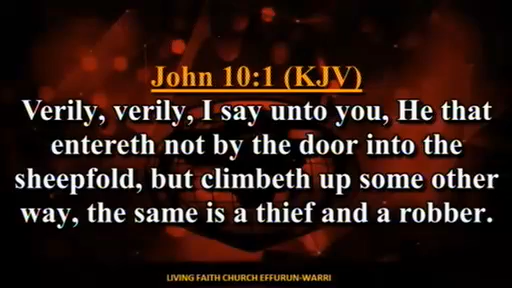 John 10:1 (KJV)
Verily, verily, I say unto you, He that
entereth not by the door into the
sheepfold, but climbeth up some other
way, the same is a thief and a robber.
LIVING FAITH CHURCH EFFURUN-WARRI